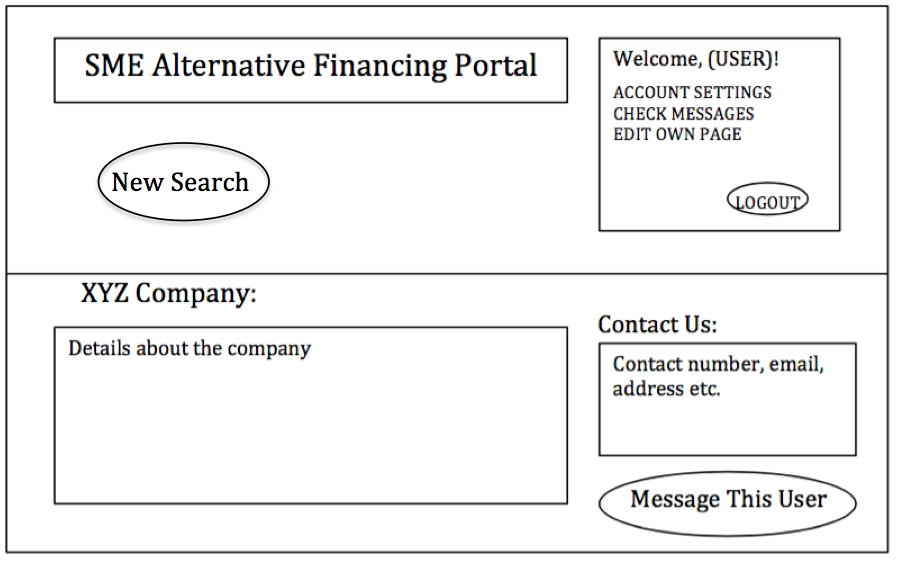 SME Alternative Financing Portal
Welcome, (USER)!
ACCOUNT SETTINGS
CHECK MESSAGES
EDIT OWN PAGE
New Search
LOGOUT
XYZ Company:
Details about the company
Contact Us:
Contact number, email,
address etc.
Message This User